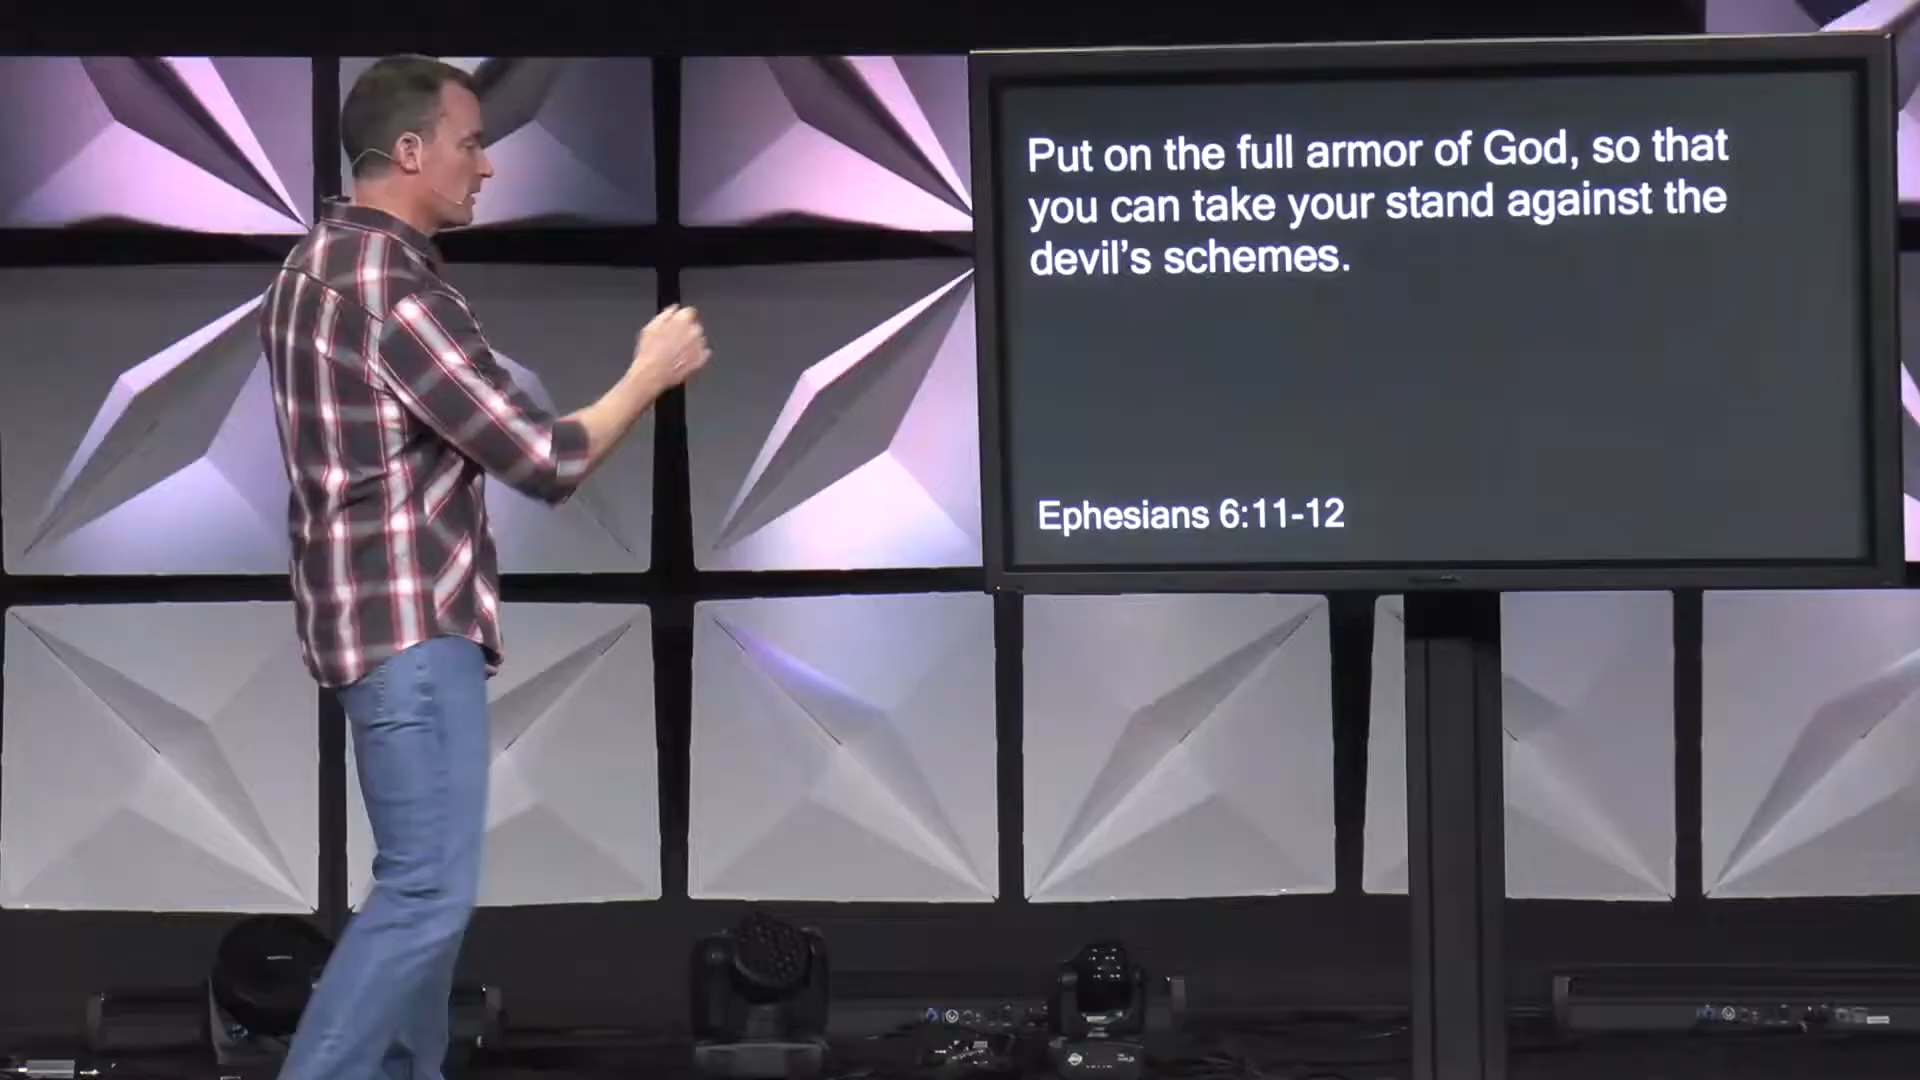 Put on the full armor of God, so that
you can take your stand against the
devil’s schemes.
Ephesians 6:11-12